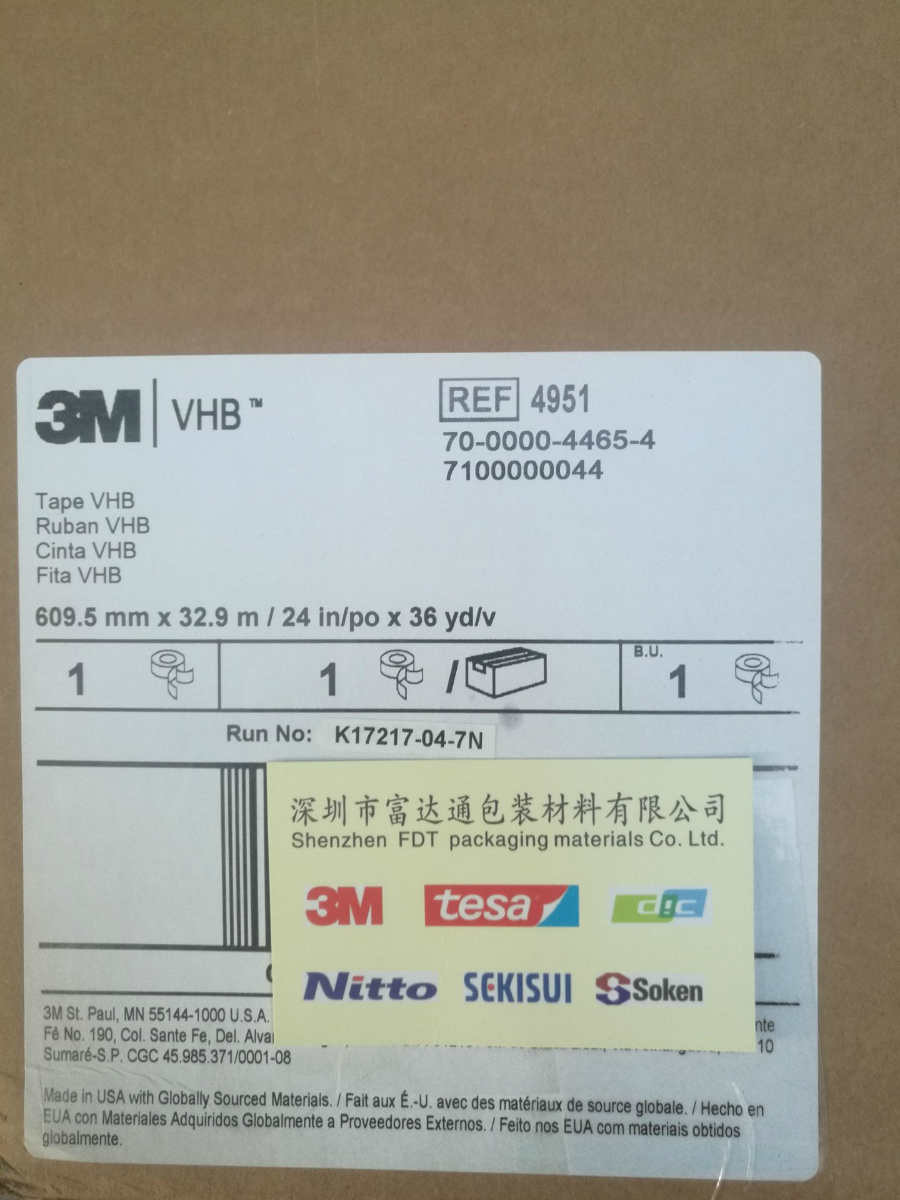 3M VHB™
REF 4951
70-0000-4465-4
7100000044
Tape VHB
Ruban VHB
Cinta VHB
Fita VHB
609.5 mm x 32.9 m / 24 in/po x 36 yd/v
1 1 / B.U. 1
Run No: K17217-04-7N
深圳市富达通包装材料有限公司
Shenzhen FDT packaging materials Co. Ltd.
3M tesa dgc
Nitto SEKISUI Soken
3M St. Paul, MN 55144-1000 U.S.A.
Fê No. 190, Col. Sante Fe, Del.
Sumaré-S.P. CGC 45.985.371/0001-08
10
Made in USA with Globally Sourced Materials. / Fait aux É.-U. avec des matériaux de source globale. / Hecho en
EUA con Materiales Adquiridos Globalmente a Proveedores Externos. / Feito nos EUA com materiais obtidos
globalmente.